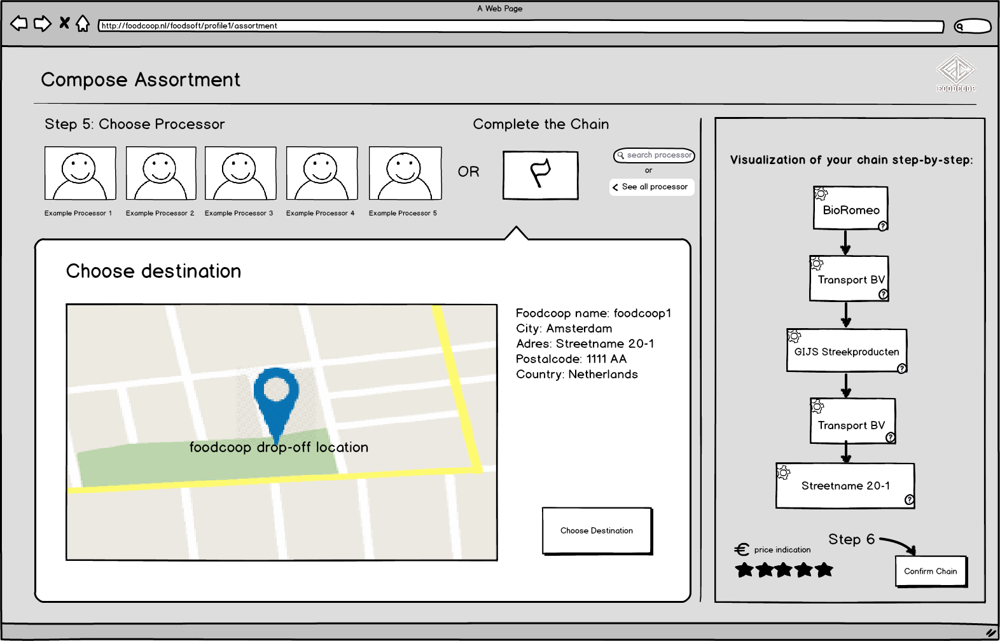 A Web Page
http://foodcoop.nl/foodsoft/profile1/assortment
Compose Assortment
FOODCOOP
Step 5: Choose Processor
Complete the Chain
OR
search processor
or
See all processor
Example Processor 1
Example Processor 2
Example Processor 3
Example Processor 4
Example Processor 5
Choose destination
foodcoop drop-off location
Foodcoop name: foodcoop1
City: Amsterdam
Adres: Streetname 20-1
Postalcode: 1111 AA
Country: Netherlands
Choose Destination
Visualization of your chain step-by-step:
BioRomeo
?
Transport BV
?
GIJS Streekproducten
?
Transport BV
?
Streetname 20-1
?
Step 6
€ price indication
Confirm Chain